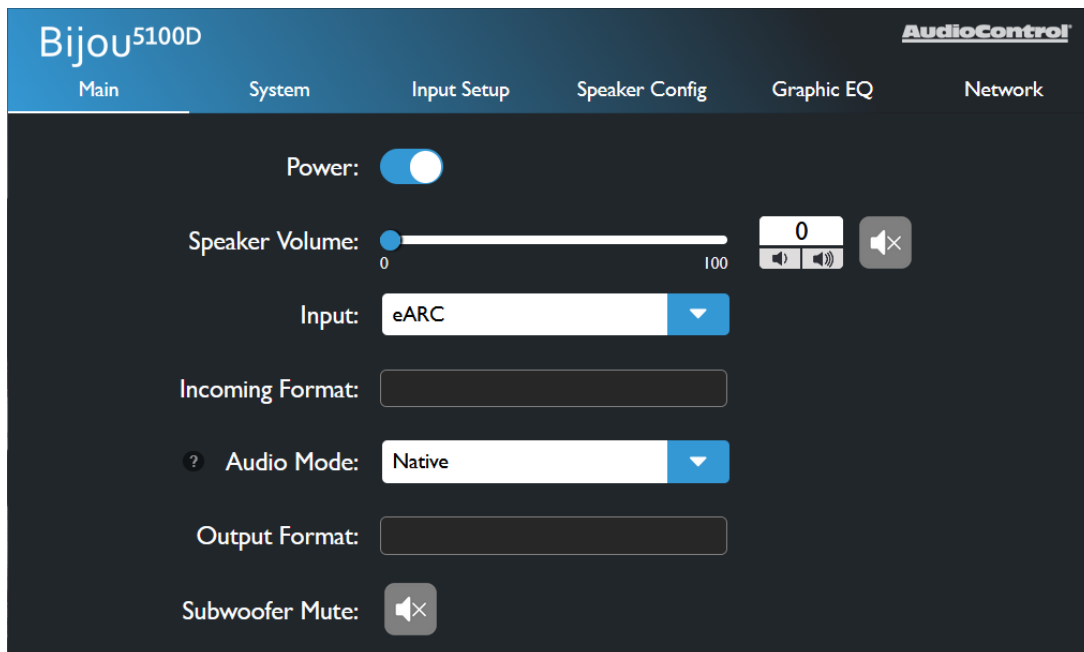 Bijou5100D
AudioControl
Main System Input Setup Speaker Config Graphic EQ Network
Power:
Speaker Volume:
0
0 100
Input: eARC
Incoming Format:
? Audio Mode: Native
Output Format:
Subwoofer Mute: